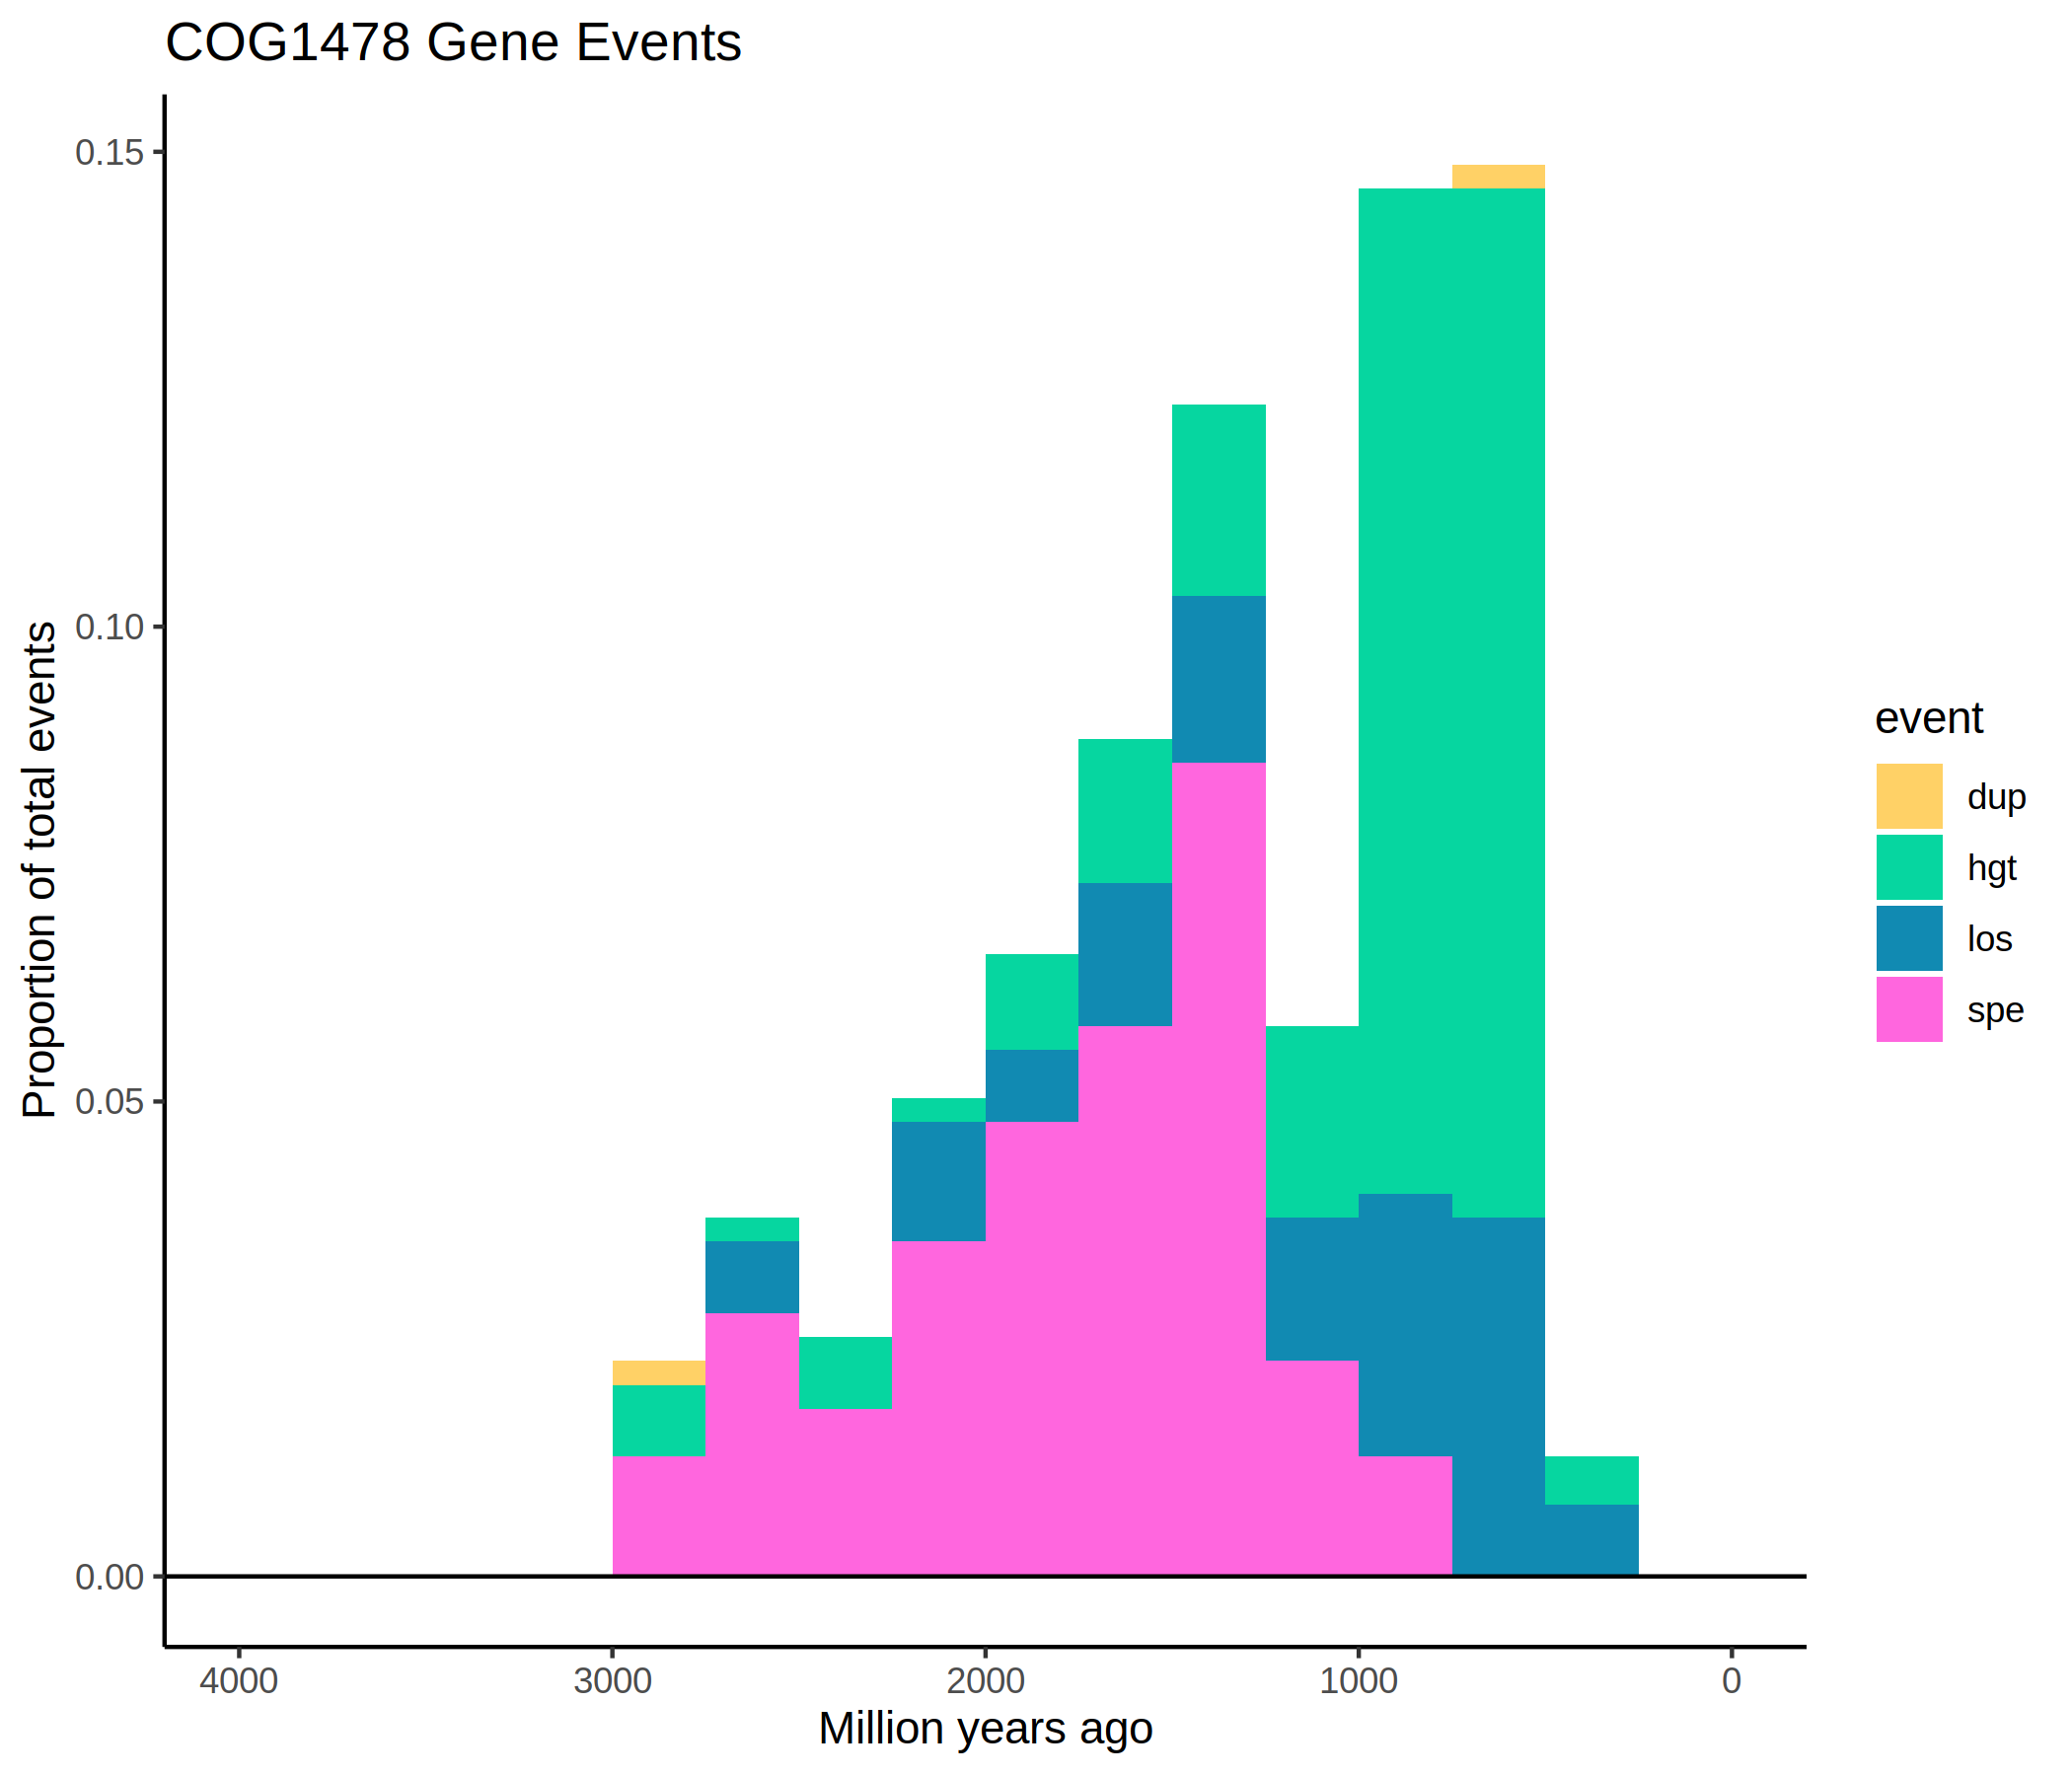 COG1478 Gene Events
Proportion of total events
0.15
0.10
0.05
0.00
4000 3000 2000 1000 0
Million years ago
event
dup
hgt
los
spe